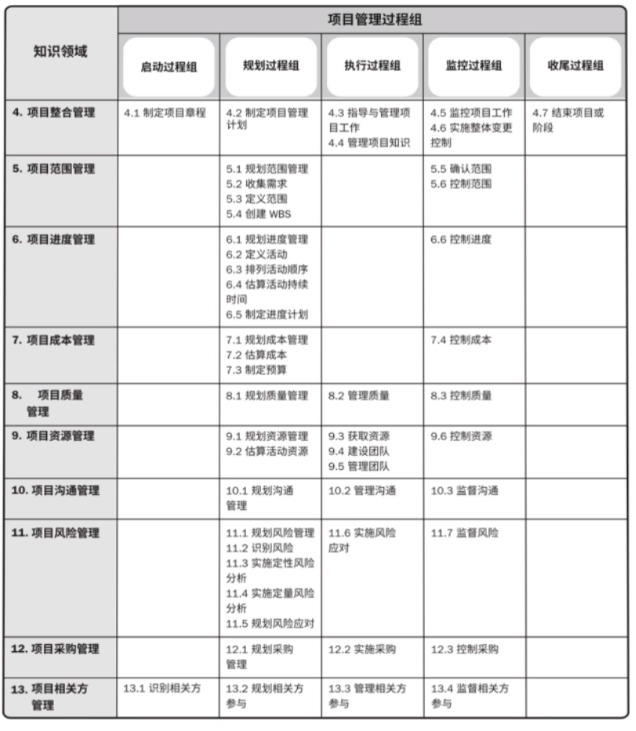 项目管理过程组
知识领域
启动过程组
规划过程组
执行过程组
监控过程组
收尾过程组
4. 项目整合管理
4.1 制定项目章程
4.2 制定项目管理
计划
4.3 指导与管理项
目工作
4.4 管理项目知识
4.5 监控项目工作
4.6 实施整体变更
控制
4.7 结束项目或
阶段
5. 项目范围管理
5.1 规划范围管理
5.2 收集需求
5.3 定义范围
5.4 创建 WBS
5.5 确认范围
5.6 控制范围
6. 项目进度管理
6.1 规划进度管理
6.2 定义活动
6.3 排列活动顺序
6.4 估算活动持续
时间
6.5 制定进度计划
6.6 控制进度
7. 项目成本管理
7.1 规划成本管理
7.2 估算成本
7.3 制定预算
7.4 控制成本
8. 项目质量
管理
8.1 规划质量管理
8.2 管理质量
8.3 控制质量
9. 项目资源管理
9.1 规划资源管理
9.2 估算活动资源
9.3 获取资源
9.4 建设团队
9.5 管理团队
9.6 控制资源
10. 项目沟通管理
10.1 规划沟通
管理
10.2 管理沟通
10.3 监督沟通
11. 项目风险管理
11.1 规划风险管理
11.2 识别风险
11.3 实施定性风险
分析
11.4 实施定量风险
分析
11.5 规划风险应对
11.6 实施风险
应对
11.7 监督风险
12. 项目采购管理
12.1 规划采购
管理
12.2 实施采购
12.3 控制采购
13. 项目相关方
管理
13.1 识别相关方
13.2 规划相关方
参与
13.3 管理相关方
参与
13.4 监督相关方
参与